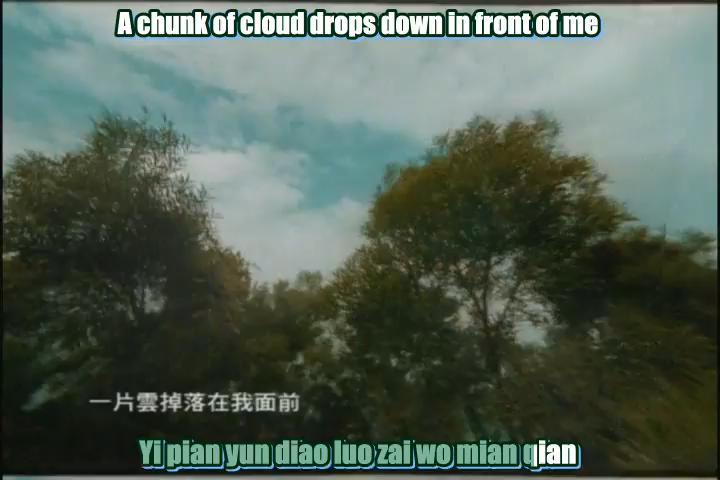 A chunk of cloud drops down in front of me
一片雲掉落在我面前
Yi pian yun diao luo zai wo mian qian